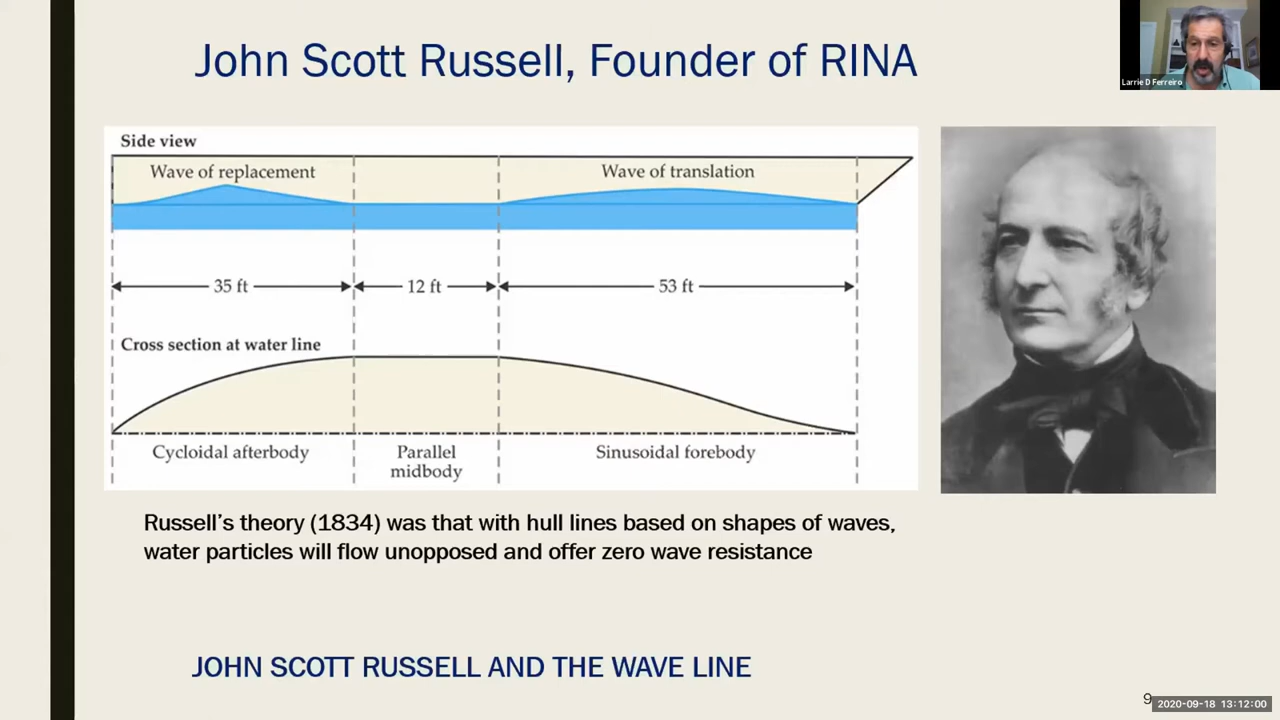 John Scott Russell, Founder of RINA
Larrie D Ferreiro
Side view
Wave of replacement
Wave of translation
35 ft
12 ft
53 ft
Cross section at water line
Cycloidal afterbody
Parallel
midbody
Sinusoidal forebody
Russell's theory (1834) was that with hull lines based on shapes of waves,
water particles will flow unopposed and offer zero wave resistance
JOHN SCOTT RUSSELL AND THE WAVE LINE
9
2020-09-18 13:12:00